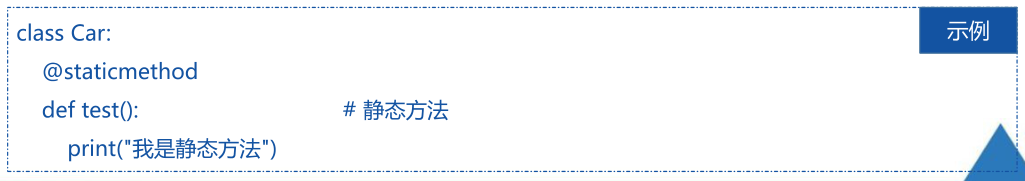 示例
class Car:
@staticmethod
def test(): # 静态方法
print("我是静态方法")